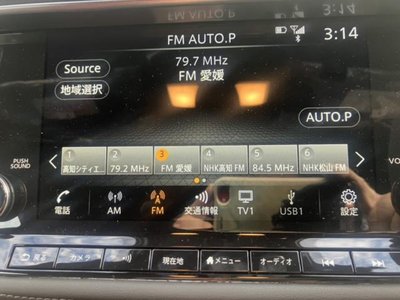 FM AUTO.P
3:14
Source
79.7 MHz
FM 愛媛
地域選択
AUTO.P
PUSH
SOUND
1 2 3 4 5 6
高知シティエ 79.2 MHz FM 愛媛 NHK高知 FM 84.5 MHz NHK松山 FM
電話 AM FM 交通情報 TV1 USB1 設定
戻る カメラ 現在地 メニュー オーディオ